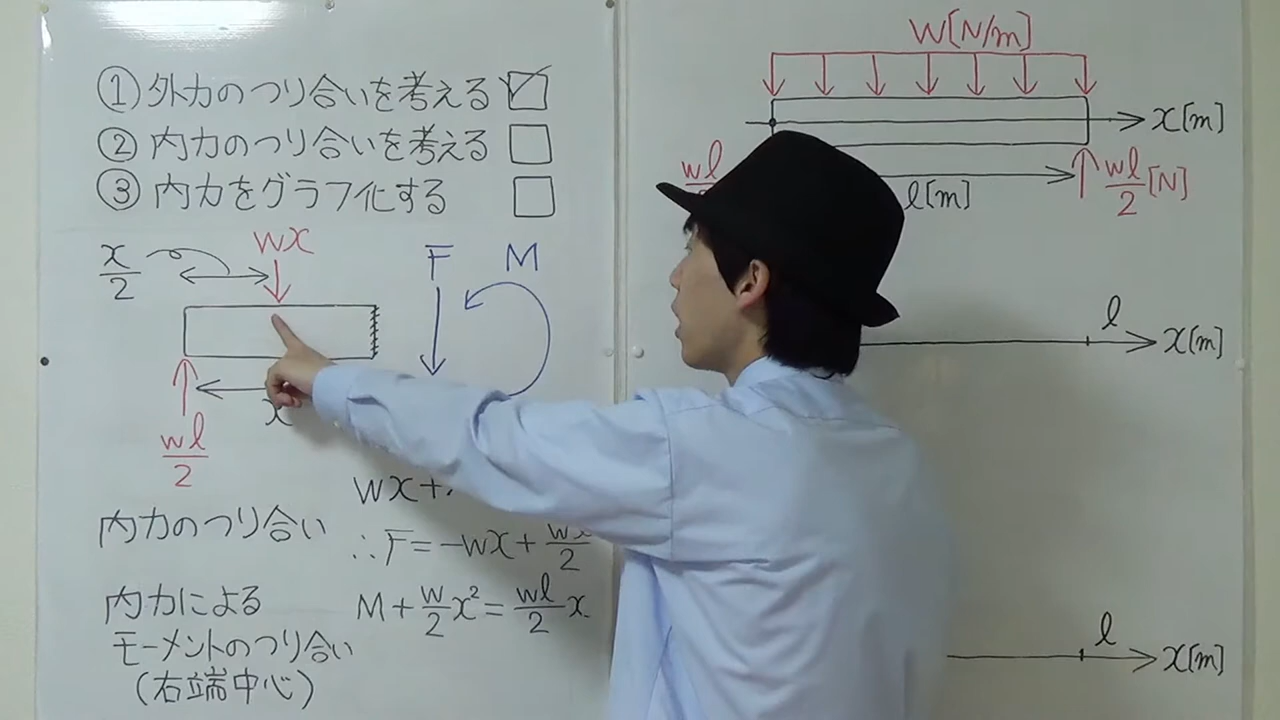 ① 外力のつり合いを考える
② 内力のつり合いを考える
③ 内力をグラフ化する
x/2
wx
F
M
wl/2
x
wx+
内力のつり合い
∴F=-wx+wx/2
内力による
モーメントのつり合い
(右端中心)
M+w/2x²=wl/2x
w[N/m]
x[m]
wl
l[m]
wl/2[N]
l
x[m]
l
x[m]